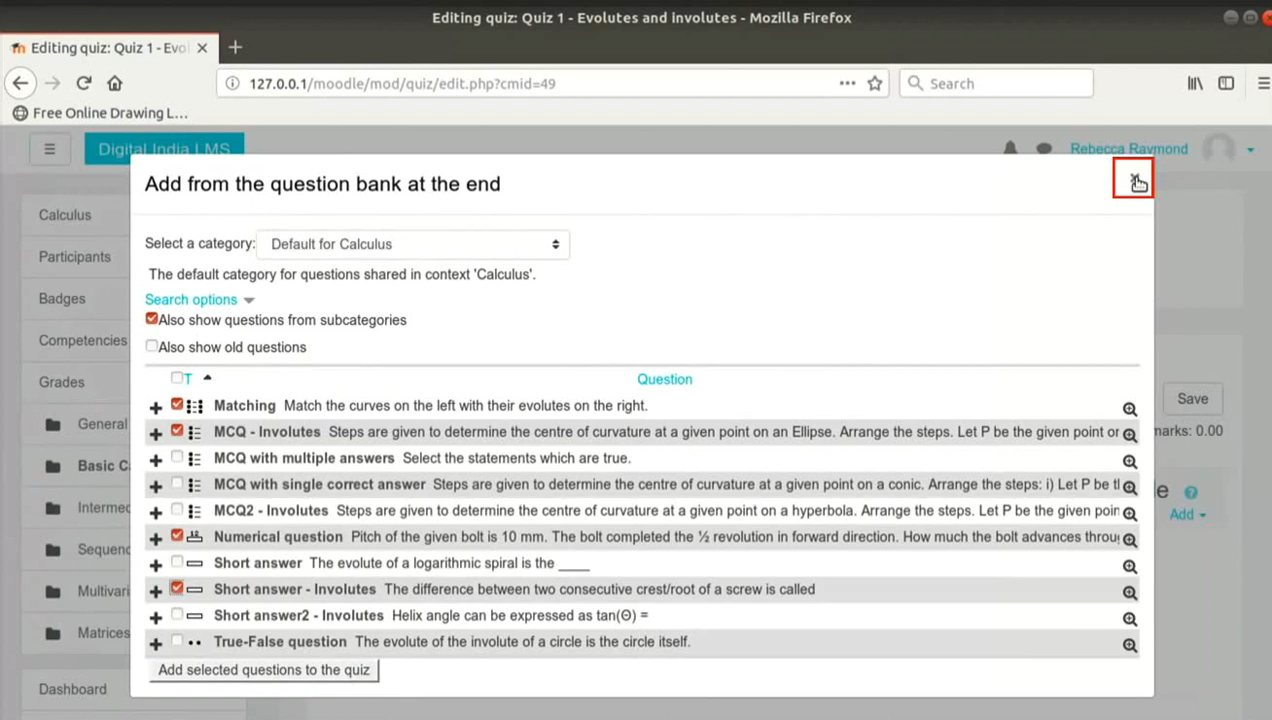 Editing quiz: Quiz 1 - Evolutes and involutes - Mozilla Firefox
Editing quiz: Quiz 1 - Evol
127.0.0.1/moodle/mod/quiz/edit.php?cmid=49
Search
Free Online Drawing L...
Digital India LMS
Rebecca Raymond
Add from the question bank at the end
Calculus
Select a category: Default for Calculus
Participants
The default category for questions shared in context 'Calculus'.
Badges
Search options
Also show questions from subcategories
Competencies
Also show old questions
Grades
T Question
Save
Matching Match the curves on the left with their evolutes on the right.
General
MCQ - Involutes Steps are given to determine the centre of curvature at a given point on an Ellipse. Arrange the steps. Let P be the given point or
marks: 0.00
MCQ with multiple answers Select the statements which are true.
Basic C
MCQ with single correct answer Steps are given to determine the centre of curvature at a given point on a conic. Arrange the steps: i) Let P be
MCQ2 - Involutes Steps are given to determine the centre of curvature at a given point on a hyperbola. Arrange the steps. Let P be the given poin
Intermed
Add
Numerical question Pitch of the given bolt is 10 mm. The bolt completed the ½ revolution in forward direction. How much the bolt advances throu
Sequenc
Short answer The evolute of a logarithmic spiral is the ____
Short answer - Involutes The difference between two consecutive crest/root of a screw is called
Multivari
Short answer2 - Involutes Helix angle can be expressed as tan(Θ) =
Matrices
True-False question The evolute of the involute of a circle is the circle itself.
Add selected questions to the quiz
Dashboard